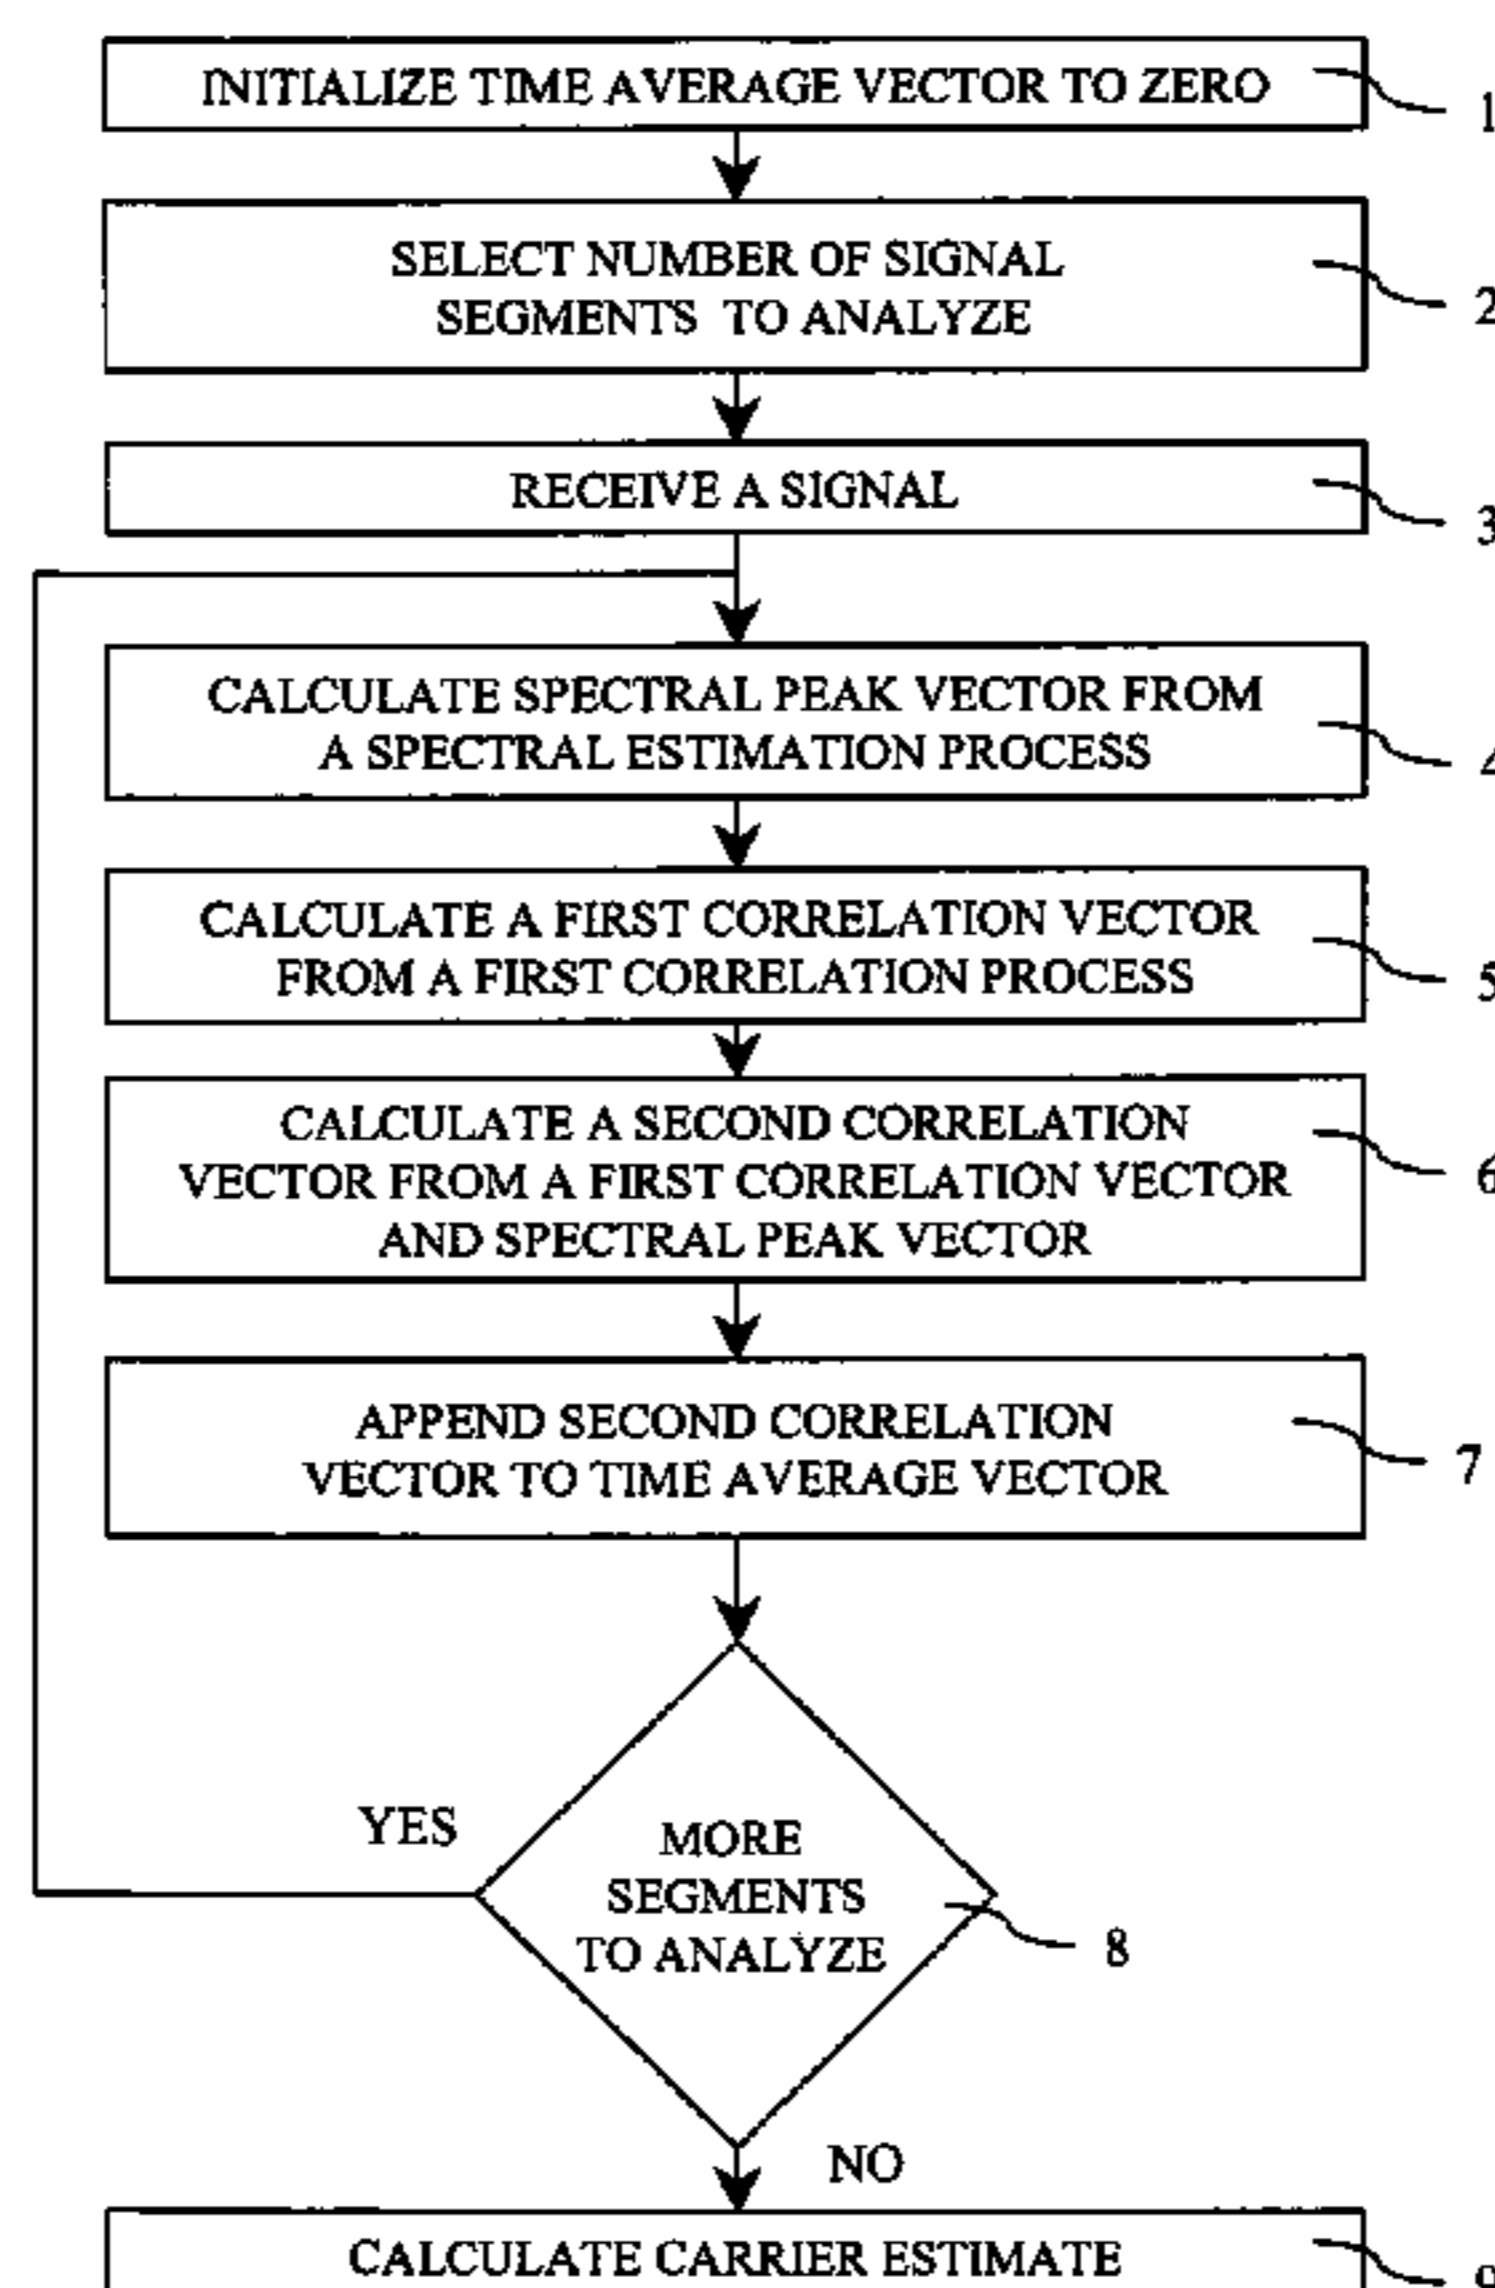 INITIALIZE TIME AVERAGE VECTOR TO ZERO
1
SELECT NUMBER OF SIGNAL
SEGMENTS TO ANALYZE
2
RECEIVE A SIGNAL
3
CALCULATE SPECTRAL PEAK VECTOR FROM
A SPECTRAL ESTIMATION PROCESS
4
CALCULATE A FIRST CORRELATION VECTOR
FROM A FIRST CORRELATION PROCESS
5
CALCULATE A SECOND CORRELATION
VECTOR FROM A FIRST CORRELATION VECTOR
AND SPECTRAL PEAK VECTOR
6
APPEND SECOND CORRELATION
VECTOR TO TIME AVERAGE VECTOR
7
YES
MORE
SEGMENTS
TO ANALYZE
8
NO
CALCULATE CARRIER ESTIMATE
9